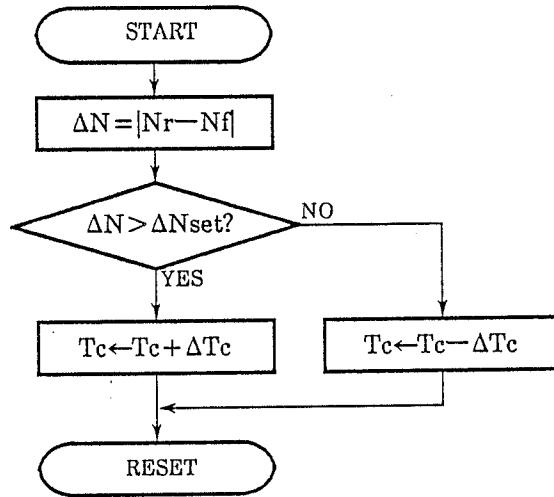 START
ΔN=|Nr−Nf|
ΔN>ΔNset?
NO
YES
Tc←Tc+ΔTc
Tc←Tc−ΔTc
RESET